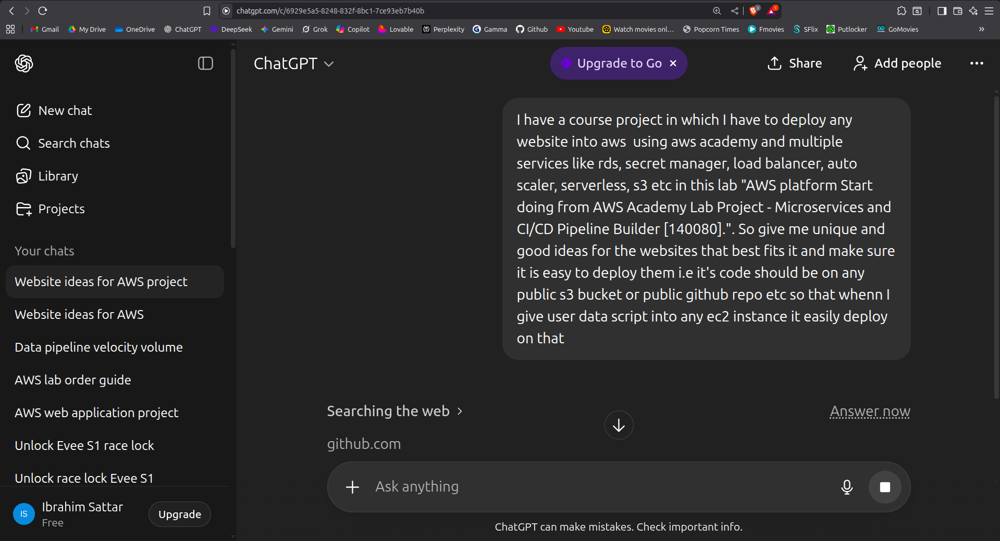 chatgpt.com/c/6929e5a5-8248-832f-8bc1-7ce93eb7b40b
3
1
Gmail
My Drive
OneDrive
ChatGPT
DeepSeek
Gemini
Grok
Copilot
Lovable
Perplexity
Gamma
Github
Youtube
Watch movies onl...
Popcorn Times
Fmovies
SFlix
Putlocker
GoMovies
ChatGPT
Upgrade to Go
Share
Add people
New chat
Search chats
Library
Projects
Your chats
Website ideas for AWS project
Website ideas for AWS
Data pipeline velocity volume
AWS lab order guide
AWS web application project
Unlock Evee S1 race lock
Unlock race lock Evee S1
IS
Ibrahim Sattar
Free
Upgrade
I have a course project in which I have to deploy any
website into aws  using aws academy and multiple
services like rds, secret manager, load balancer, auto
scaler, serverless, s3 etc in this lab "AWS platform Start
doing from AWS Academy Lab Project - Microservices and
CI/CD Pipeline Builder [140080].". So give me unique and
good ideas for the websites that best fits it and make sure
it is easy to deploy them i.e it's code should be on any
public s3 bucket or public github repo etc so that whenn I
give user data script into any ec2 instance it easily deploy
on that
Searching the web
Answer now
github.com
Ask anything
ChatGPT can make mistakes. Check important info.